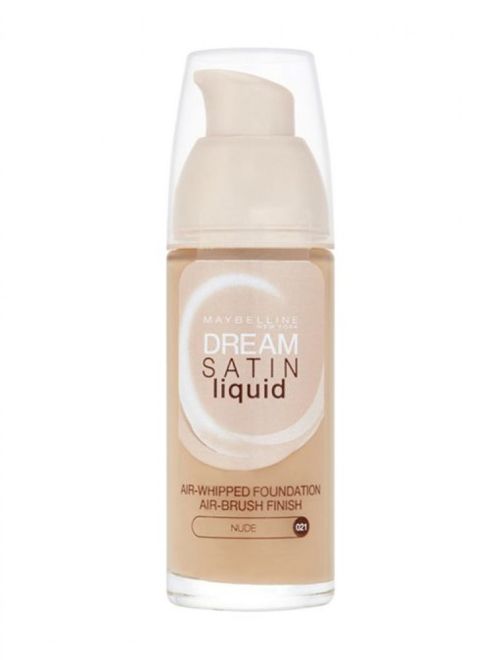 MAYBELLINE
NEW YORK
DREAM
SATIN
liquid
AIR-WHIPPED FOUNDATION
AIR-BRUSH FINISH
NUDE 021